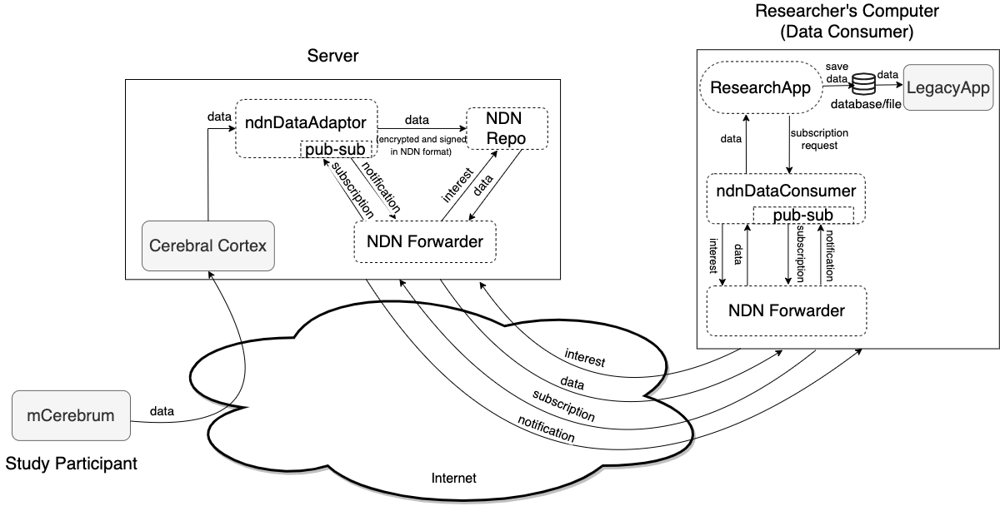 Researcher's Computer
(Data Consumer)
Server
ResearchApp
save
data
data
LegacyApp
database/file
data
ndnDataAdaptor
pub-sub
data
(encrypted and signed
in NDN format)
NDN
Repo
subscription
notification
interest
data
data
subscription
request
ndnDataConsumer
pub-sub
Cerebral Cortex
NDN Forwarder
interest
data
subscription
notification
NDN Forwarder
interest
data
subscription
notification
mCerebrum
data
Study Participant
Internet